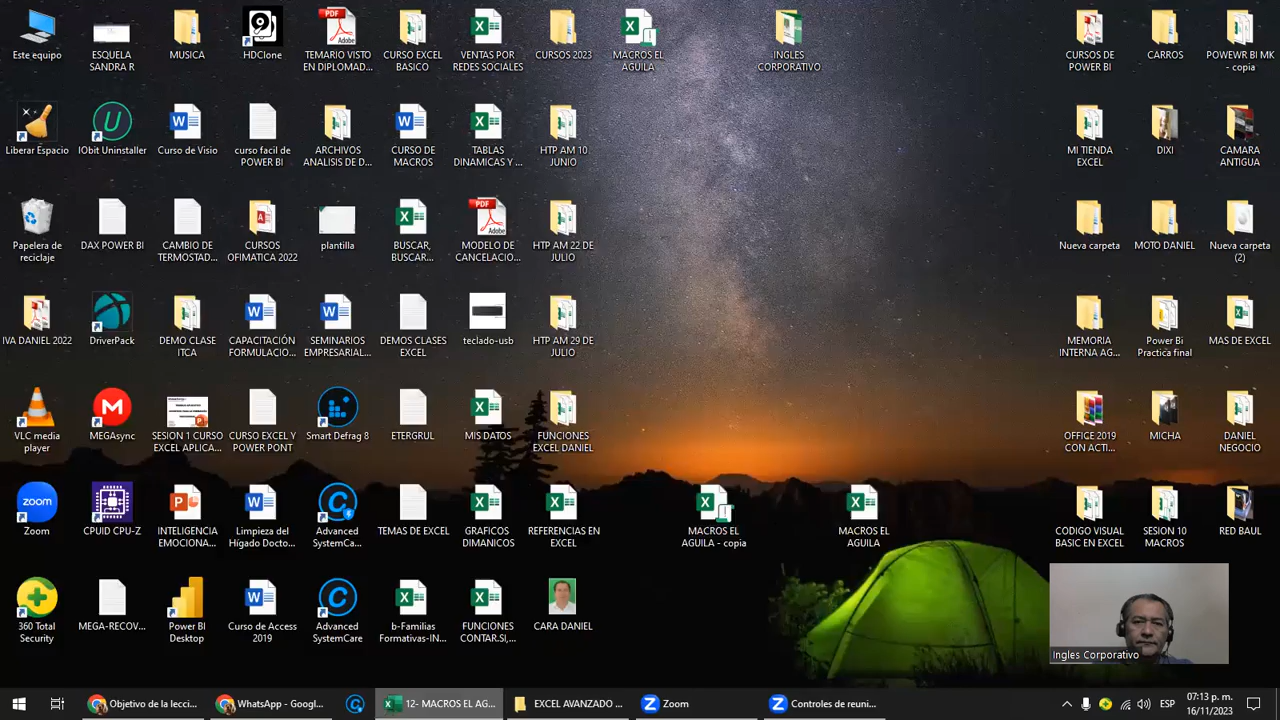 Este equipo
ESCUELA
SANDRA R
MUSICA
HDClone
TEMARIO VISTO
EN DIPLOMAD...
CURSO EXCEL
BASICO
VENTAS POR
REDES SOCIALES
CURSOS 2023
MACROS EL
AGUILA
INGLES
CORPORATIVO
CURSOS DE
POWER BI
CARROS
POWEWR BI MK
- copia
Liberar Espacio
IObit Uninstaller
Curso de Visio
curso facil de
POWER BI
ARCHIVOS
ANALISIS DE D...
CURSO DE
MACROS
TABLAS
DINAMICAS Y ...
HTP AM 10
JUNIO
MI TIENDA
EXCEL
DIXI
CAMARA
ANTIGUA
Papelera de
reciclaje
DAX POWER BI
CAMBIO DE
TERMOSTAD...
CURSOS
OFIMATICA 2022
plantilla
BUSCAR,
BUSCAR...
MODELO DE
CANCELACIO...
HTP AM 22 DE
JULIO
Nueva carpeta
MOTO DANIEL
Nueva carpeta
(2)
IVA DANIEL 2022
DriverPack
DEMO CLASE
ITCA
CAPACITACIÓN
FORMULACIO...
SEMINARIOS
EMPRESARIAL...
DEMOS CLASES
EXCEL
teclado-usb
HTP AM 29 DE
JULIO
MEMORIA
INTERNA AG...
Power Bi
Practica final
MAS DE EXCEL
VLC media
player
MEGAsync
SESION 1 CURSO
EXCEL APLICA...
CURSO EXCEL Y
POWER PONT
Smart Defrag 8
ETERGRUL
MIS DATOS
FUNCIONES
EXCEL DANIEL
OFFICE 2019
CON ACTI...
MICHA
DANIEL
NEGOCIO
zoom
Zoom
CPUID CPU-Z
INTELIGENCIA
EMOCIONA...
Limpieza del
Hígado Docto...
Advanced
SystemCa...
TEMAS DE EXCEL
GRAFICOS
DIMANICOS
REFERENCIAS EN
EXCEL
MACROS EL
AGUILA - copia
MACROS EL
AGUILA
CODIGO VISUAL
BASIC EN EXCEL
SESION 10
MACROS
RED BAUL
360 Total
Security
MEGA-RECOV...
Power BI
Desktop
Curso de Access
2019
Advanced
SystemCare
b-Familias
Formativas-IN...
FUNCIONES
CONTAR.SI,...
CARA DANIEL
Ingles Corporativo
Objetivo de la lecci...
WhatsApp - Googl...
12- MACROS EL AG...
EXCEL AVANZADO ...
Zoom
Controles de reuni...
ESP
07:13 p. m.
16/11/2023